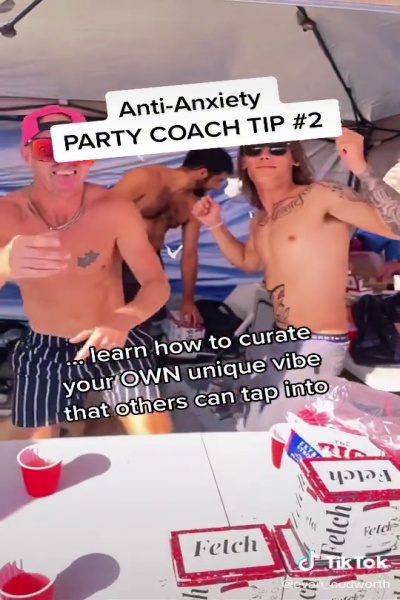 Anti-Anxiety
PARTY COACH TIP #2
... learn how to curate
your OWN unique vibe
that others can tap into
Fetch
Fetch
Fetch
Fetch
TikTok